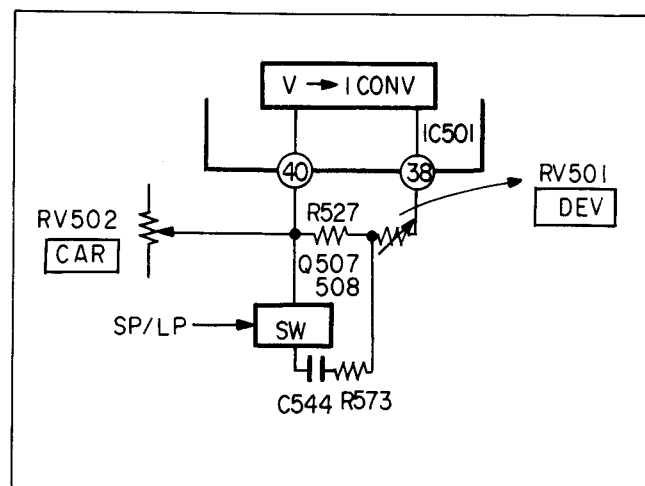 V → I CONV
IC501
40
38
RV501
DEV
RV502
CAR
R527
Q507
508
SP/LP
SW
C544
R573